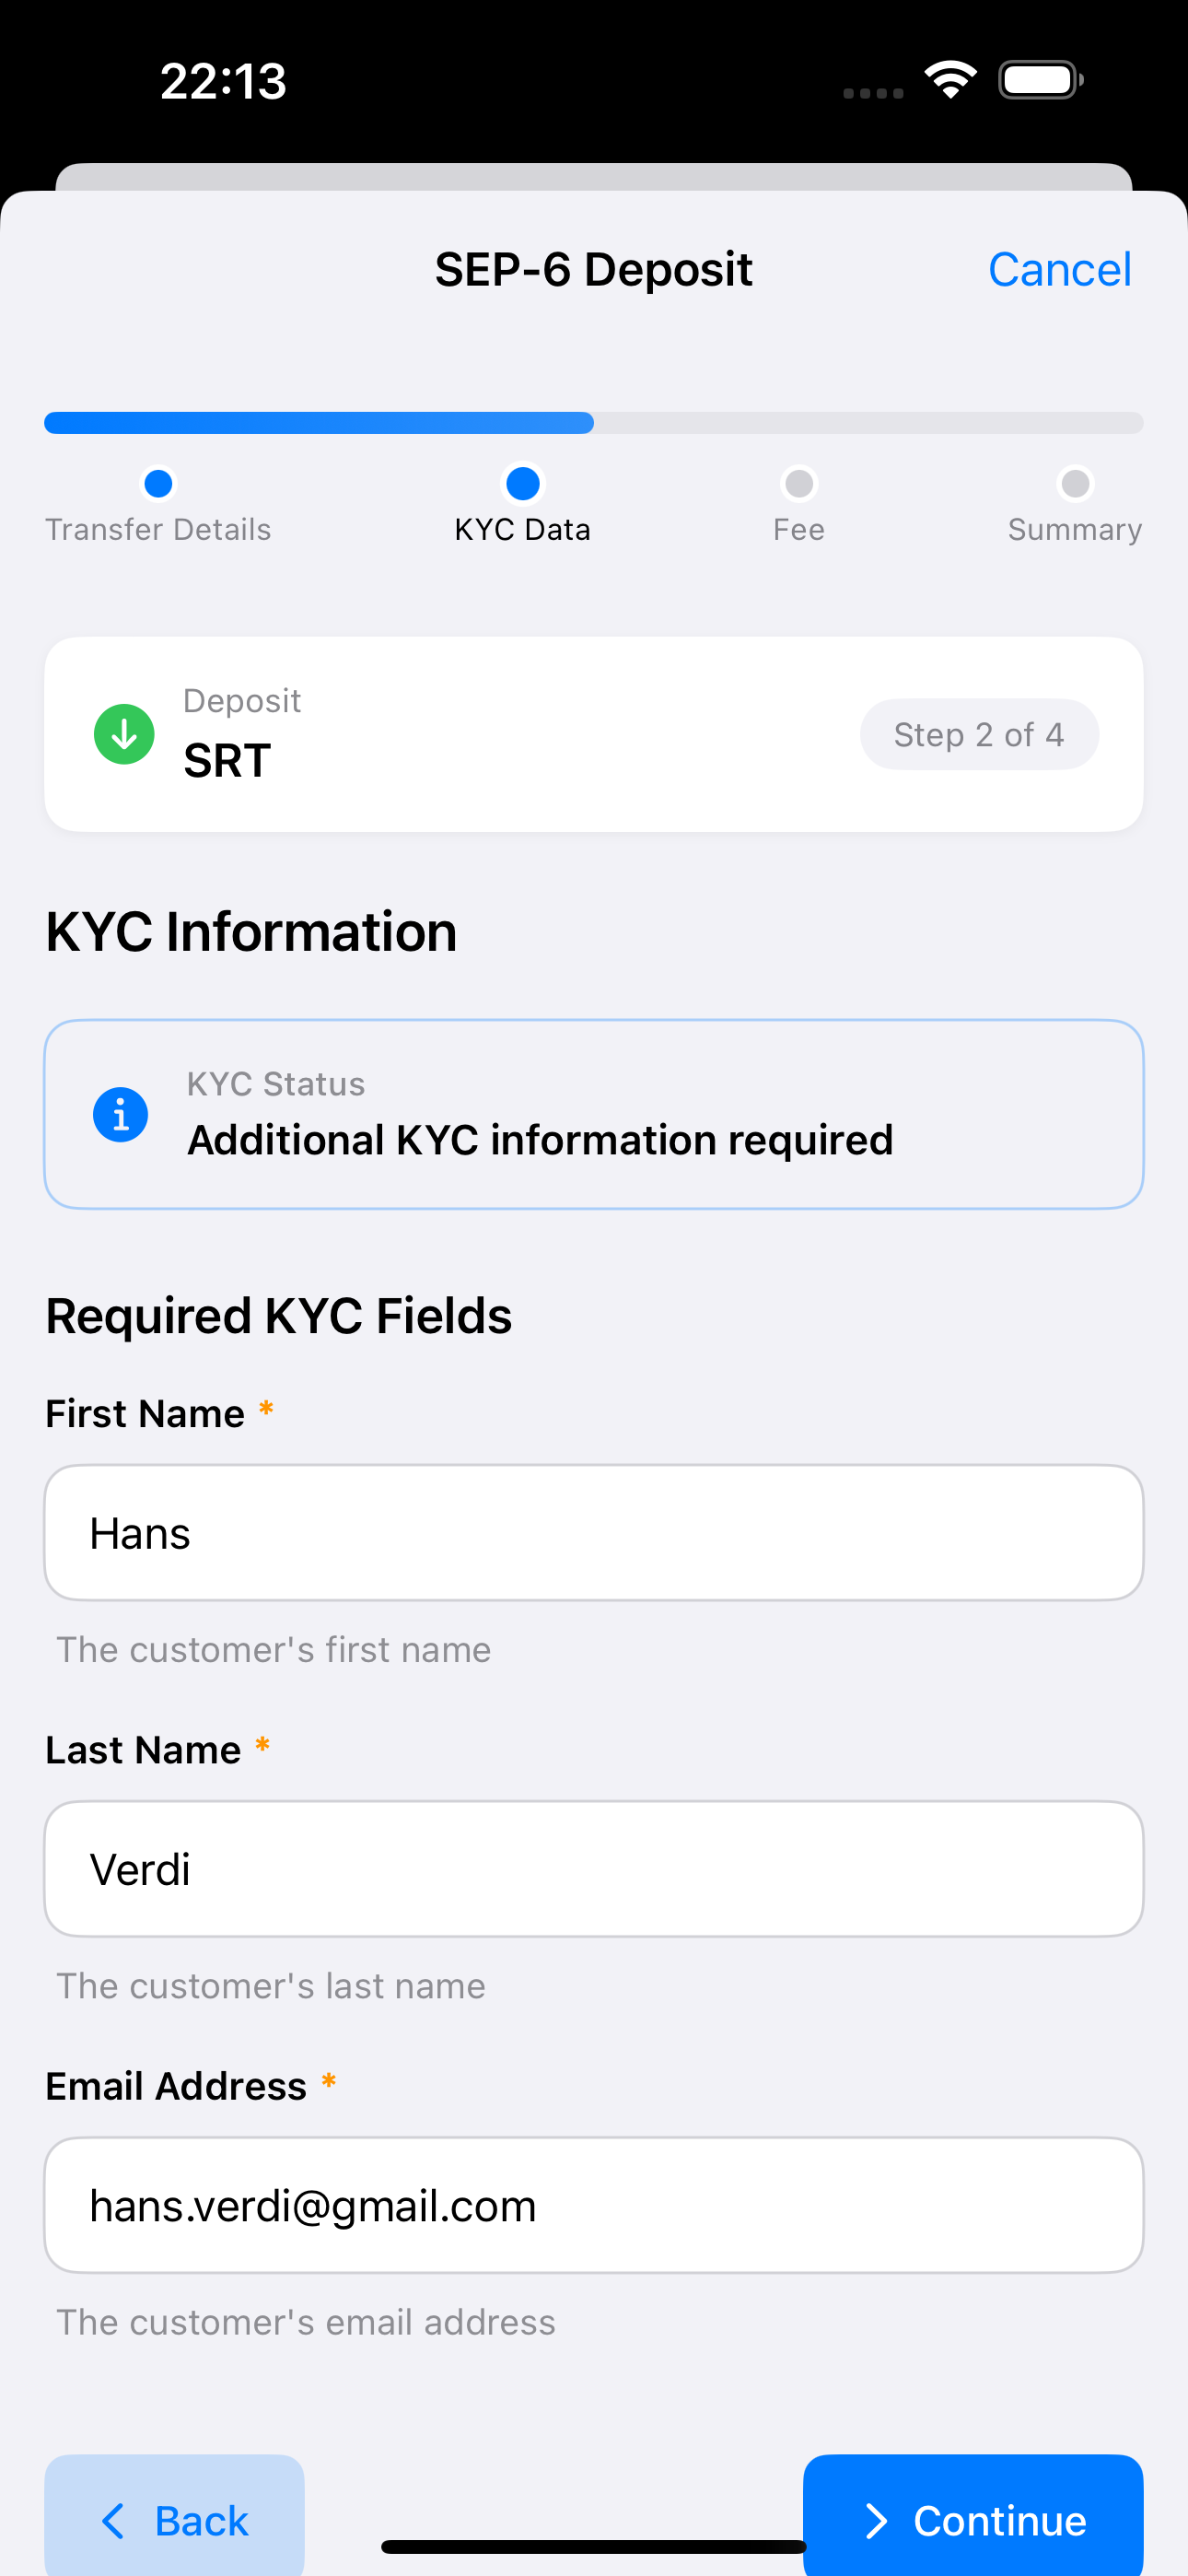 22:13
SEP-6 Deposit
Cancel
Transfer Details
KYC Data
Fee
Summary
Deposit
SRT
Step 2 of 4
KYC Information
KYC Status
Additional KYC information required
Required KYC Fields
First Name *
Hans
The customer's first name
Last Name *
Verdi
The customer's last name
Email Address *
hans.verdi@gmail.com
The customer's email address
Back
Continue